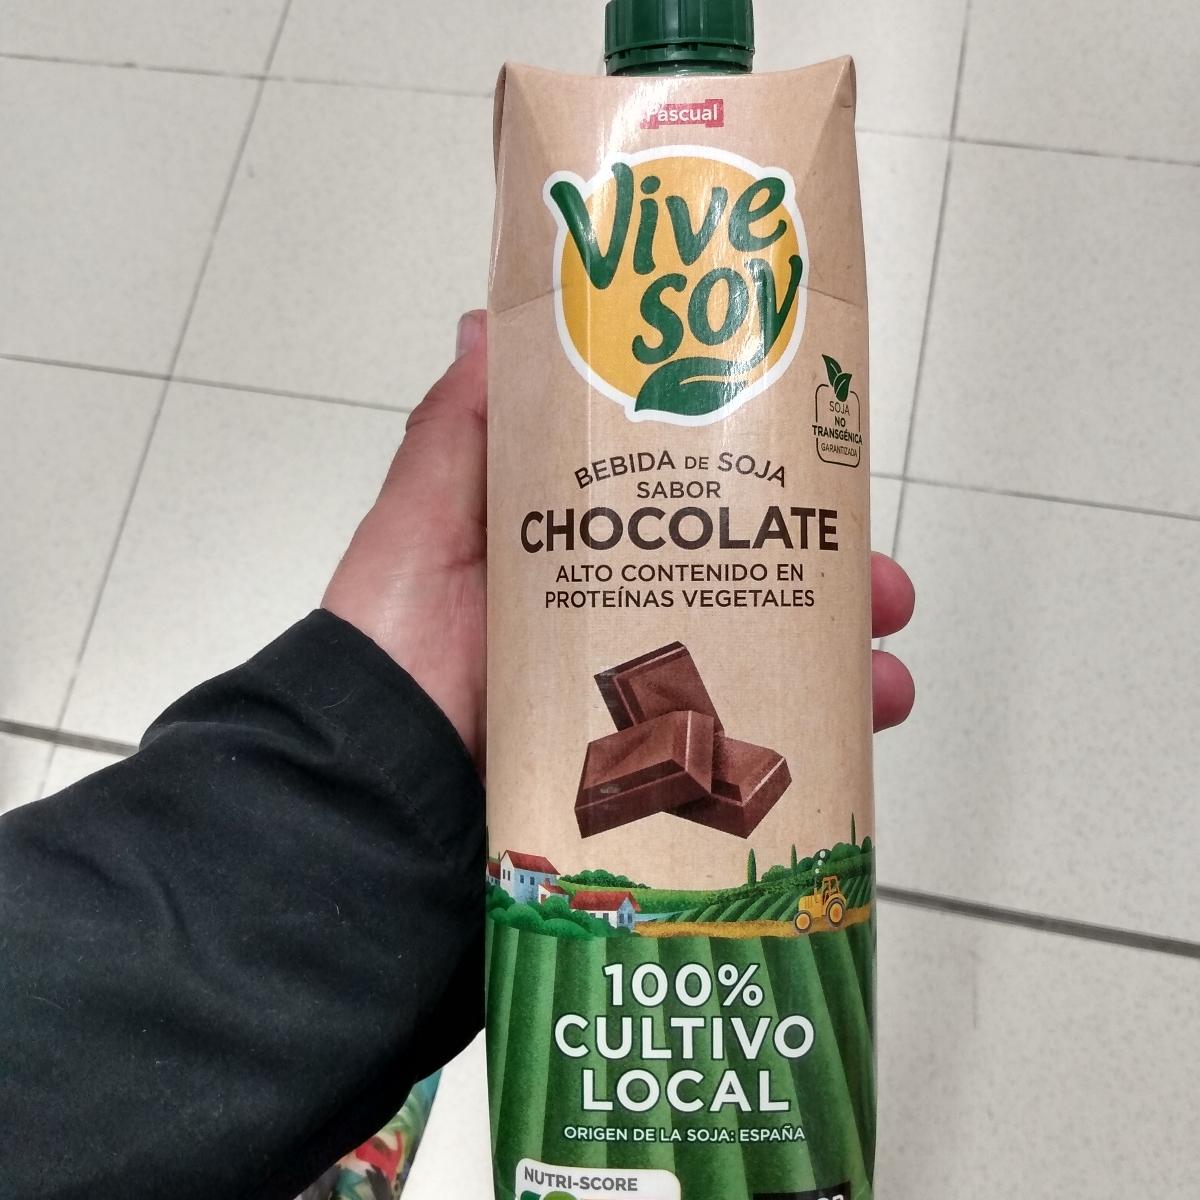 Pascual
Vive
soy
SOJA
NO
TRANSGÉNICA
GARANTIZADA
BEBIDA DE SOJA
SABOR
CHOCOLATE
ALTO CONTENIDO EN
PROTEÍNAS VEGETALES
100%
CULTIVO
LOCAL
ORIGEN DE LA SOJA: ESPAÑA
NUTRI-SCORE